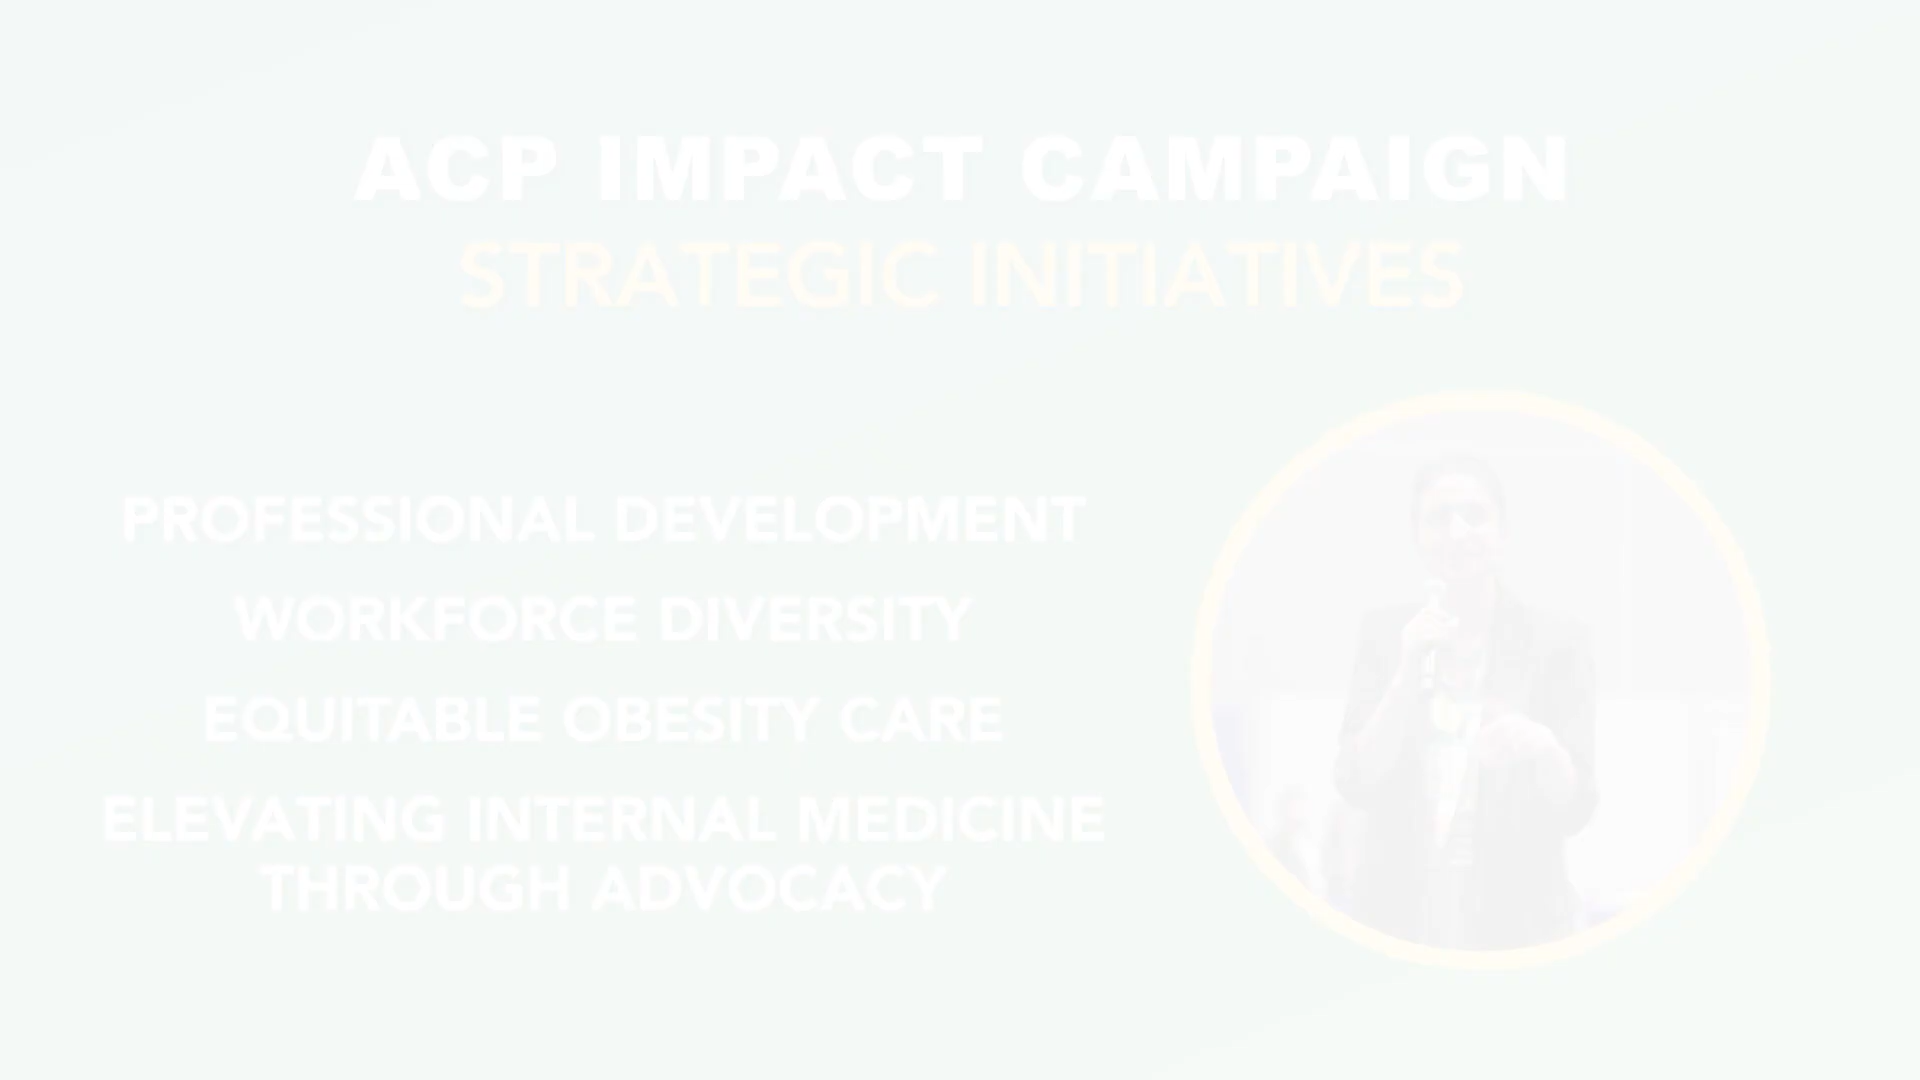 ACP IMPACT CAMPAIGN
STRATEGIC INITIATIVES
PROFESSIONAL DEVELOPMENT
WORKFORCE DIVERSITY
EQUITABLE OBESITY CARE
ELEVATING INTERNAL MEDICINE
THROUGH ADVOCACY